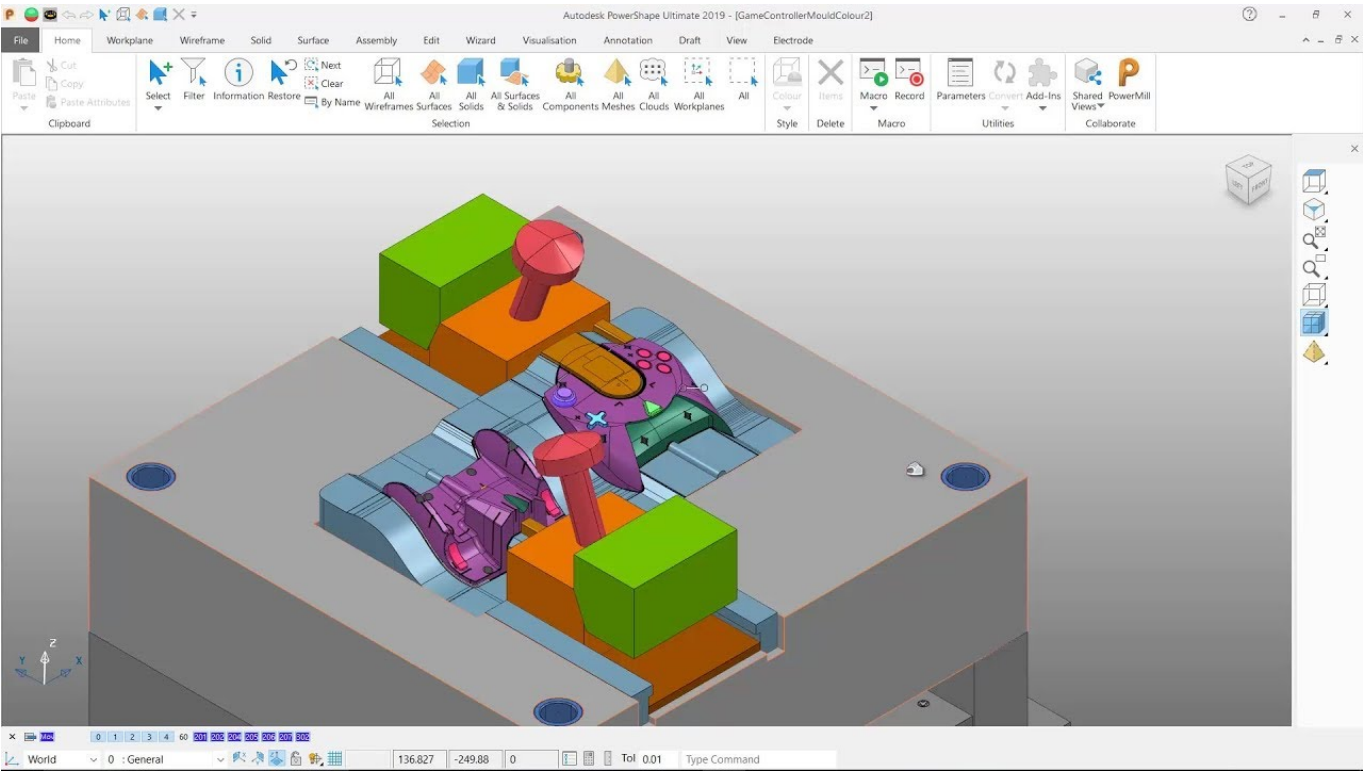 Autodesk PowerShape Ultimate 2019 - [GameControllerMouldColour2]
File Home Workplane Wireframe Solid Surface Assembly Edit Wizard Visualisation Annotation Draft View Electrode
Paste
Cut
Copy
Paste Attributes
Clipboard
Select
Filter
Information
Restore
Next
Clear
By Name
All Wireframes
All Surfaces
All Solids
All Surfaces & Solids
All Components
All Meshes
All Clouds
All Workplanes
All
Selection
Colour
Style
Items
Delete
Macro
Record
Macro
Parameters
Convert
Add-Ins
Utilities
Shared Views
PowerMill
Collaborate
TOP
LEFT
FRONT
Z
Y
X
0 1 2 3 4 60 201 202 204 205 206 207 302
World 0 : General 136.827 -249.88 0 Tol 0.01 Type Command